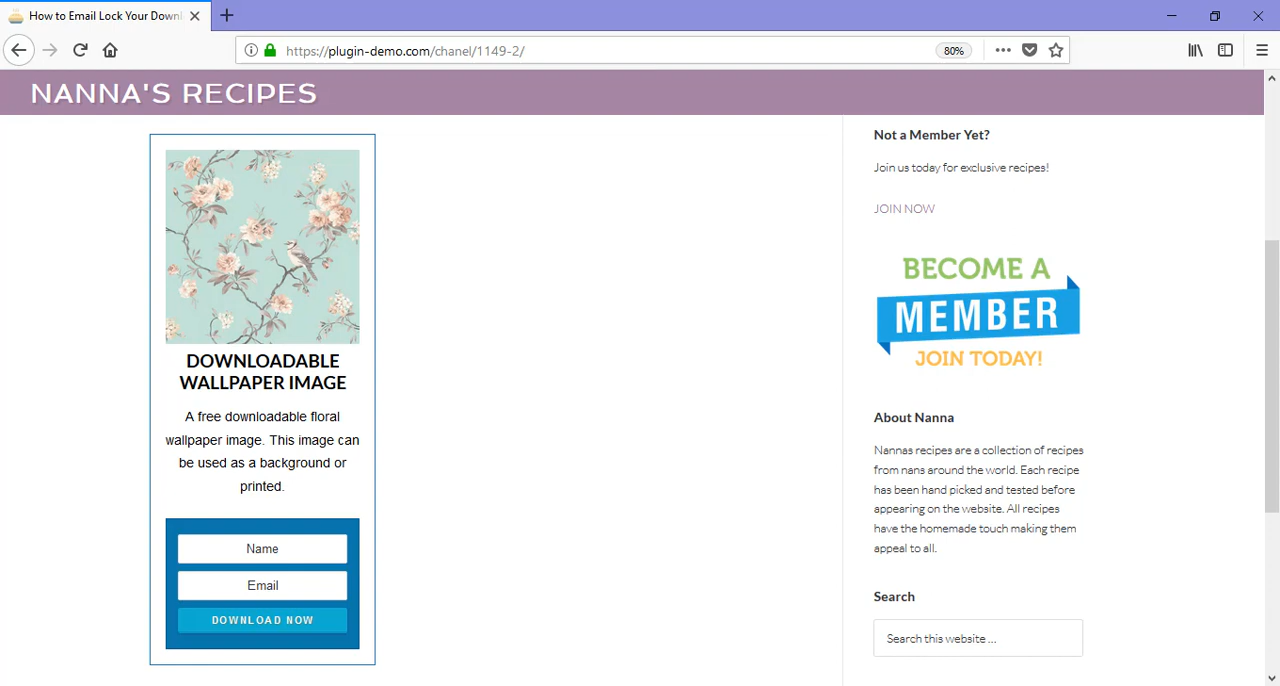 How to Email Lock Your Downl
https://plugin-demo.com/chanel/1149-2/
80%
NANNA'S RECIPES
DOWNLOADABLE
WALLPAPER IMAGE
A free downloadable floral
wallpaper image. This image can
be used as a background or
printed.
Name
Email
DOWNLOAD NOW
Not a Member Yet?
Join us today for exclusive recipes!
JOIN NOW
BECOME A
MEMBER
JOIN TODAY!
About Nanna
Nannas recipes are a collection of recipes
from nans around the world. Each recipe
has been hand picked and tested before
appearing on the website. All recipes
have the homemade touch making them
appeal to all.
Search
Search this website ...